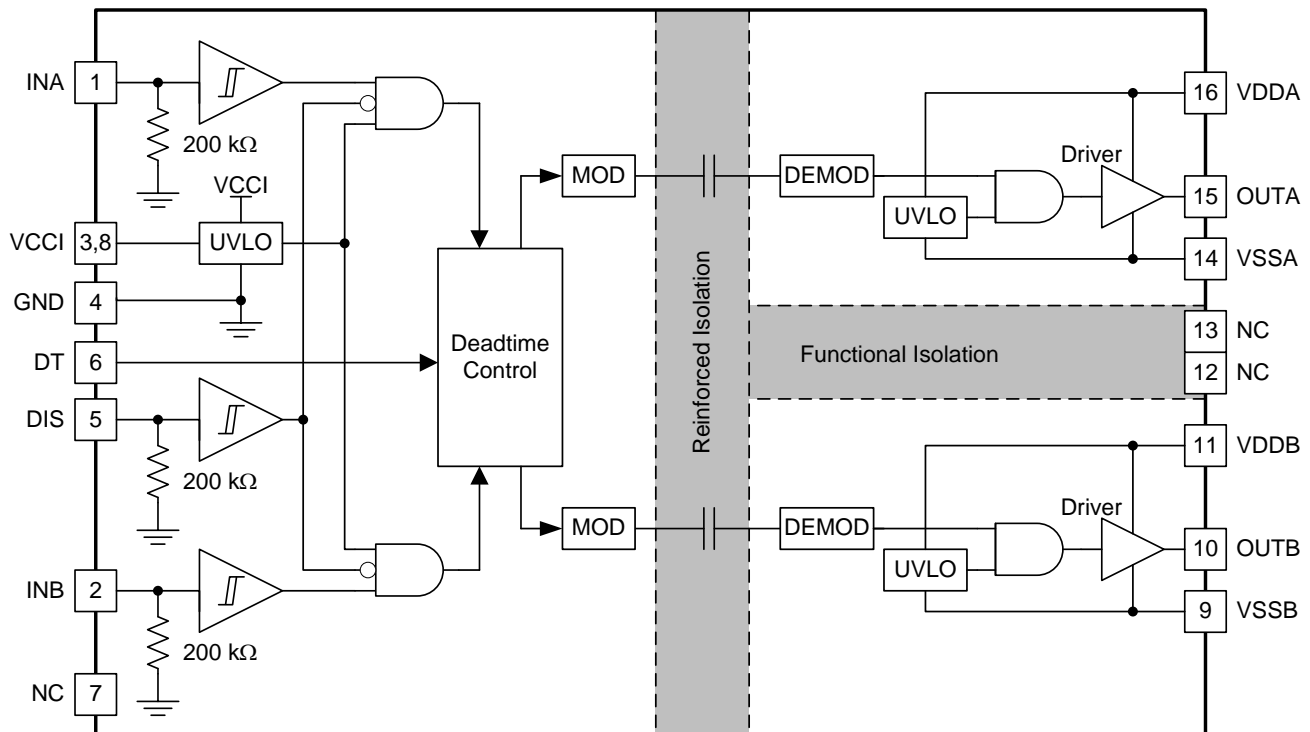 INA 1
200 kΩ
VCCI
VCCI 3,8 UVLO
GND 4
DT 6
DIS 5
200 kΩ
INB 2
200 kΩ
NC 7
Deadtime
Control
MOD
MOD
Reinforced Isolation
Functional Isolation
DEMOD
UVLO
Driver
16 VDDA
15 OUTA
14 VSSA
13 NC
12 NC
11 VDDB
DEMOD
UVLO
Driver
10 OUTB
9 VSSB